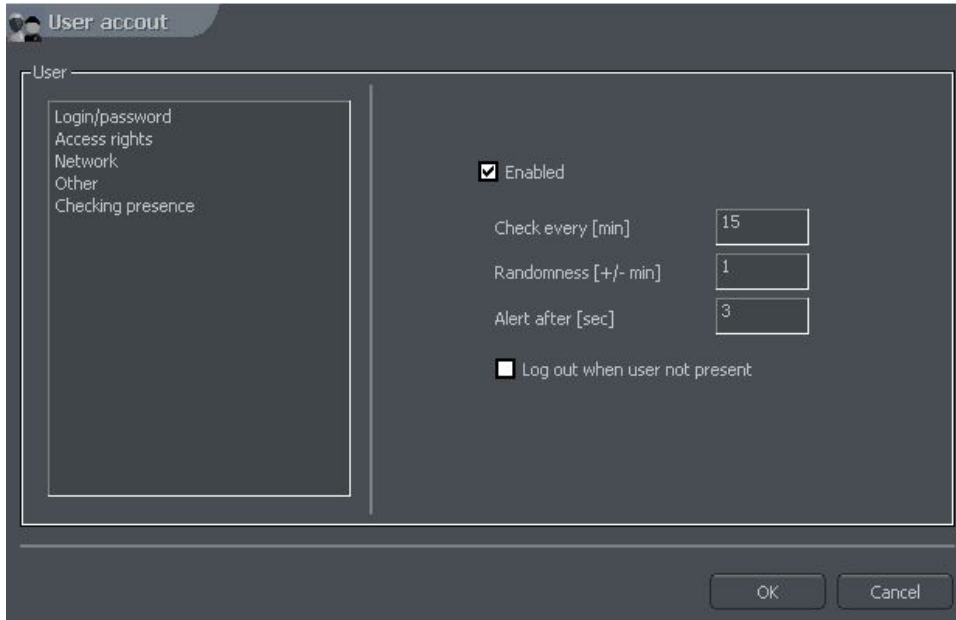 User accout
User
Login/password
Access rights
Network
Other
Checking presence
Enabled
Check every [min] 15
Randomness [+/- min] 1
Alert after [sec] 3
Log out when user not present
OK Cancel